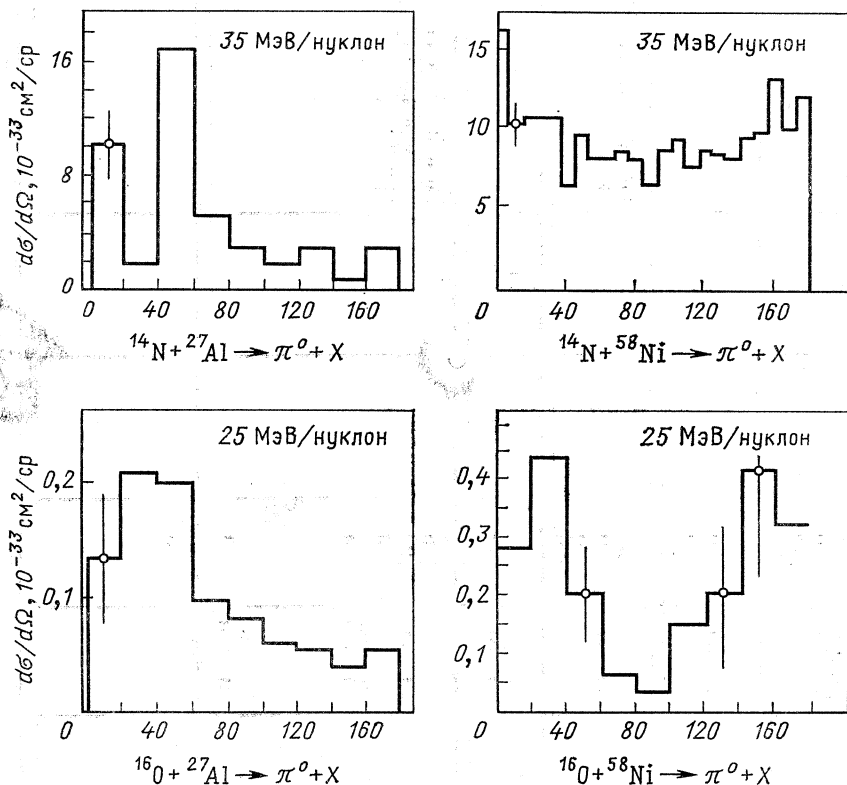 35 МэВ/нуклон
16
8
0
dσ/dΩ, 10⁻³³ см²/ср
0 40 80 120 160
¹⁴N + ²⁷Al → π⁰ + X
35 МэВ/нуклон
15
10
5
0 40 80 120 160
¹⁴N + ⁵⁸Ni → π⁰ + X
25 МэВ/нуклон
0,2
0,1
dσ/dΩ, 10⁻³³ см²/ср
0 40 80 120 160
¹⁶O + ²⁷Al → π⁰ + X
25 МэВ/нуклон
0,4
0,3
0,2
0,1
0 40 80 120 160
¹⁶O + ⁵⁸Ni → π⁰ + X